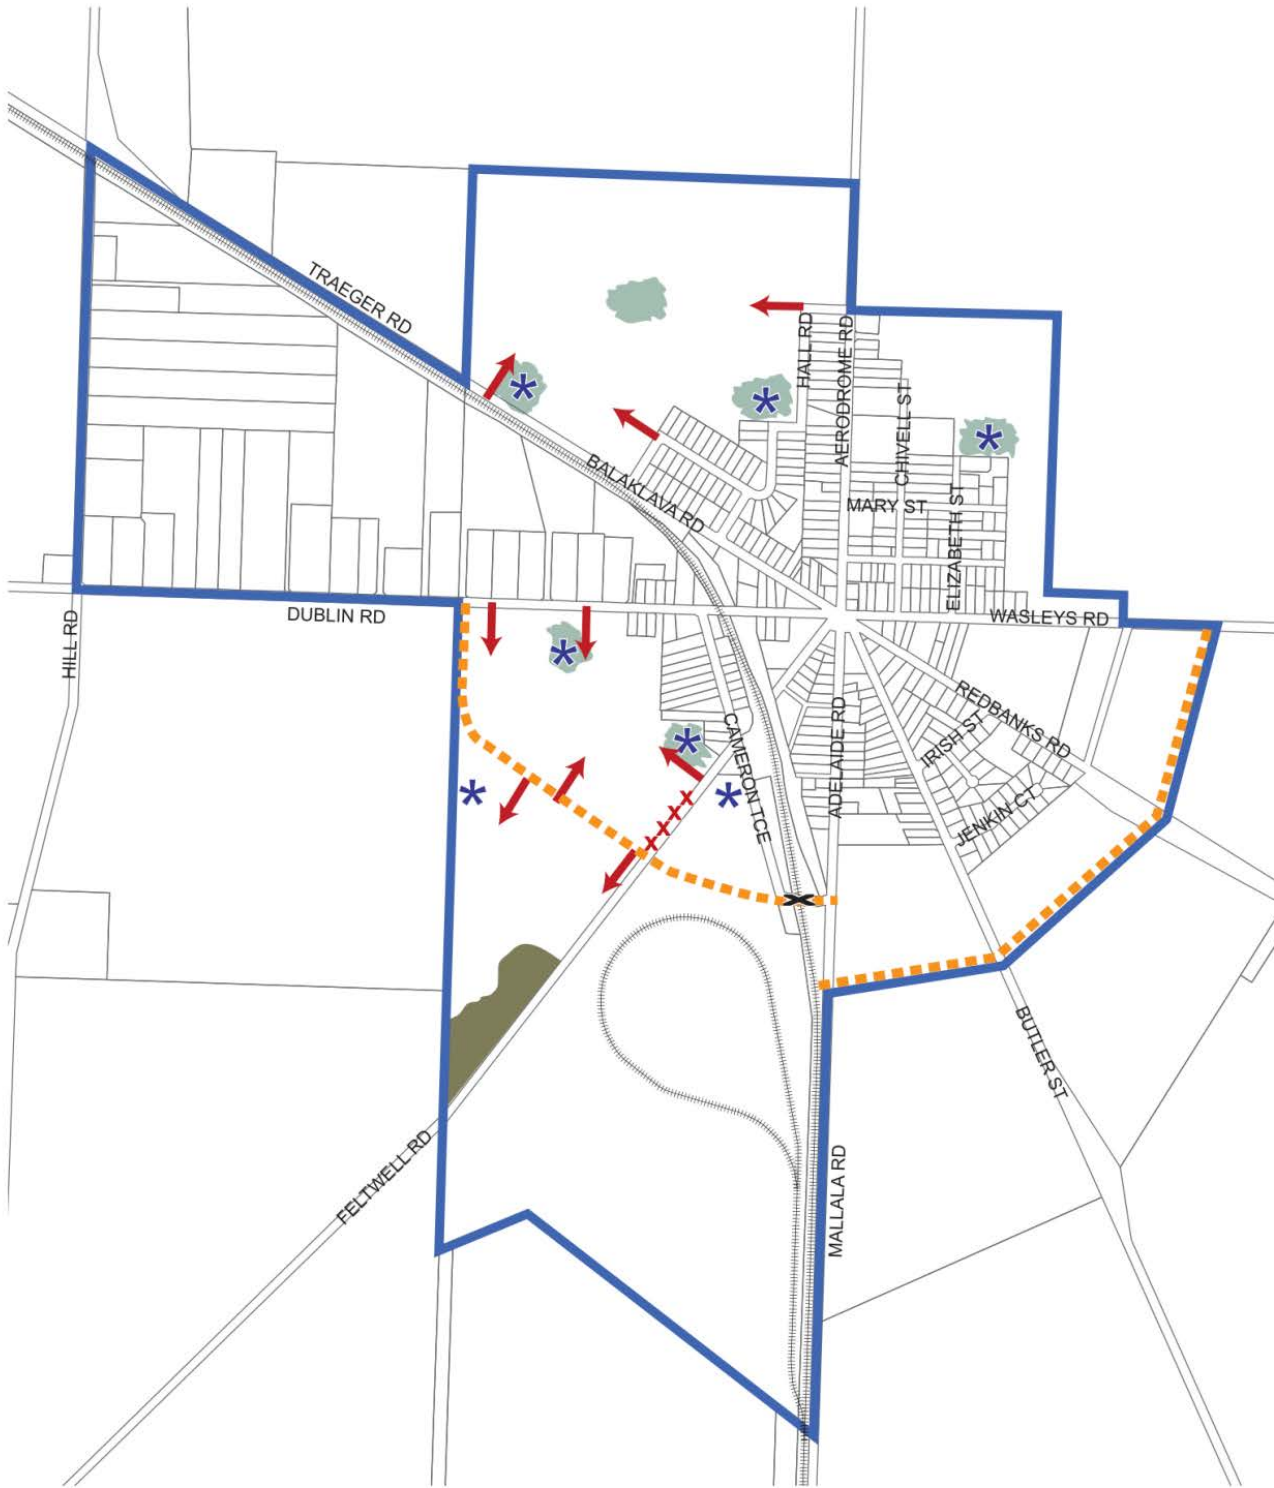 TRAEGER RD
HALL RD
AERODROME RD
CHIVELL ST
BALAKLAVA RD
MARY ST
ELIZABETH ST
DUBLIN RD
WASLEYS RD
HILL RD
REDBANKS RD
CAMERON TCE
ADELAIDE RD
IRISH ST
JENKIN CT
x
x
x
x
BUTLER ST
FELTWELL RD
MALLALA RD